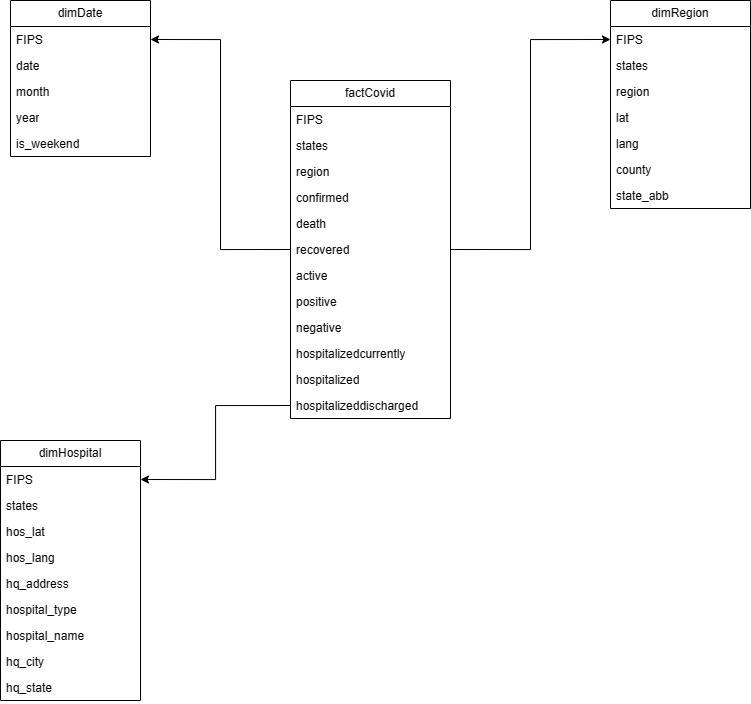 dimDate
FIPS
date
month
year
is_weekend
factCovid
FIPS
states
region
confirmed
death
recovered
active
positive
negative
hospitalizedcurrently
hospitalized
hospitalizeddischarged
dimRegion
FIPS
states
region
lat
lang
county
state_abb
dimHospital
FIPS
states
hos_lat
hos_lang
hq_address
hospital_type
hospital_name
hq_city
hq_state